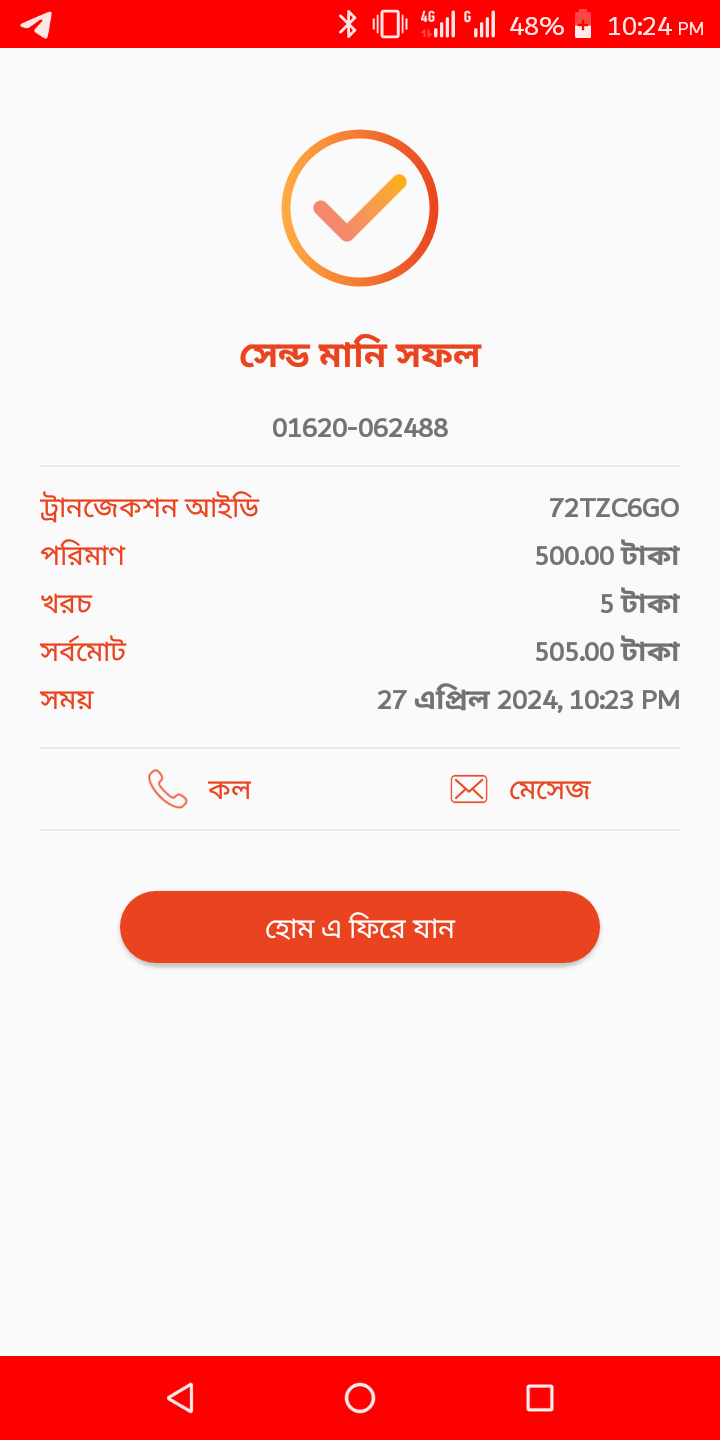 4G G 48% 10:24 PM
সেন্ড মানি সফল
01620-062488
ট্রানজেকশন আইডি 72TZC6GO
পরিমাণ 500.00 টাকা
খরচ 5 টাকা
সর্বমোট 505.00 টাকা
সময় 27 এপ্রিল 2024, 10:23 PM
কল মেসেজ
হোম এ ফিরে যান